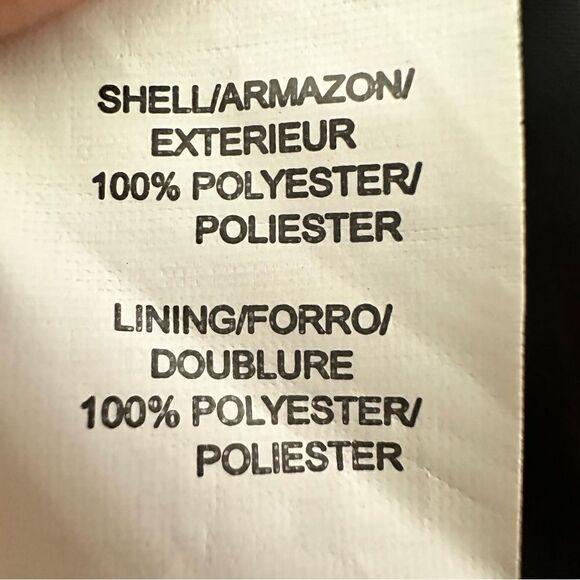 SHELL/ARMAZON/
EXTERIEUR
100% POLYESTER/
POLIESTER
LINING/FORRO/
DOUBLURE
100% POLYESTER/
POLIESTER